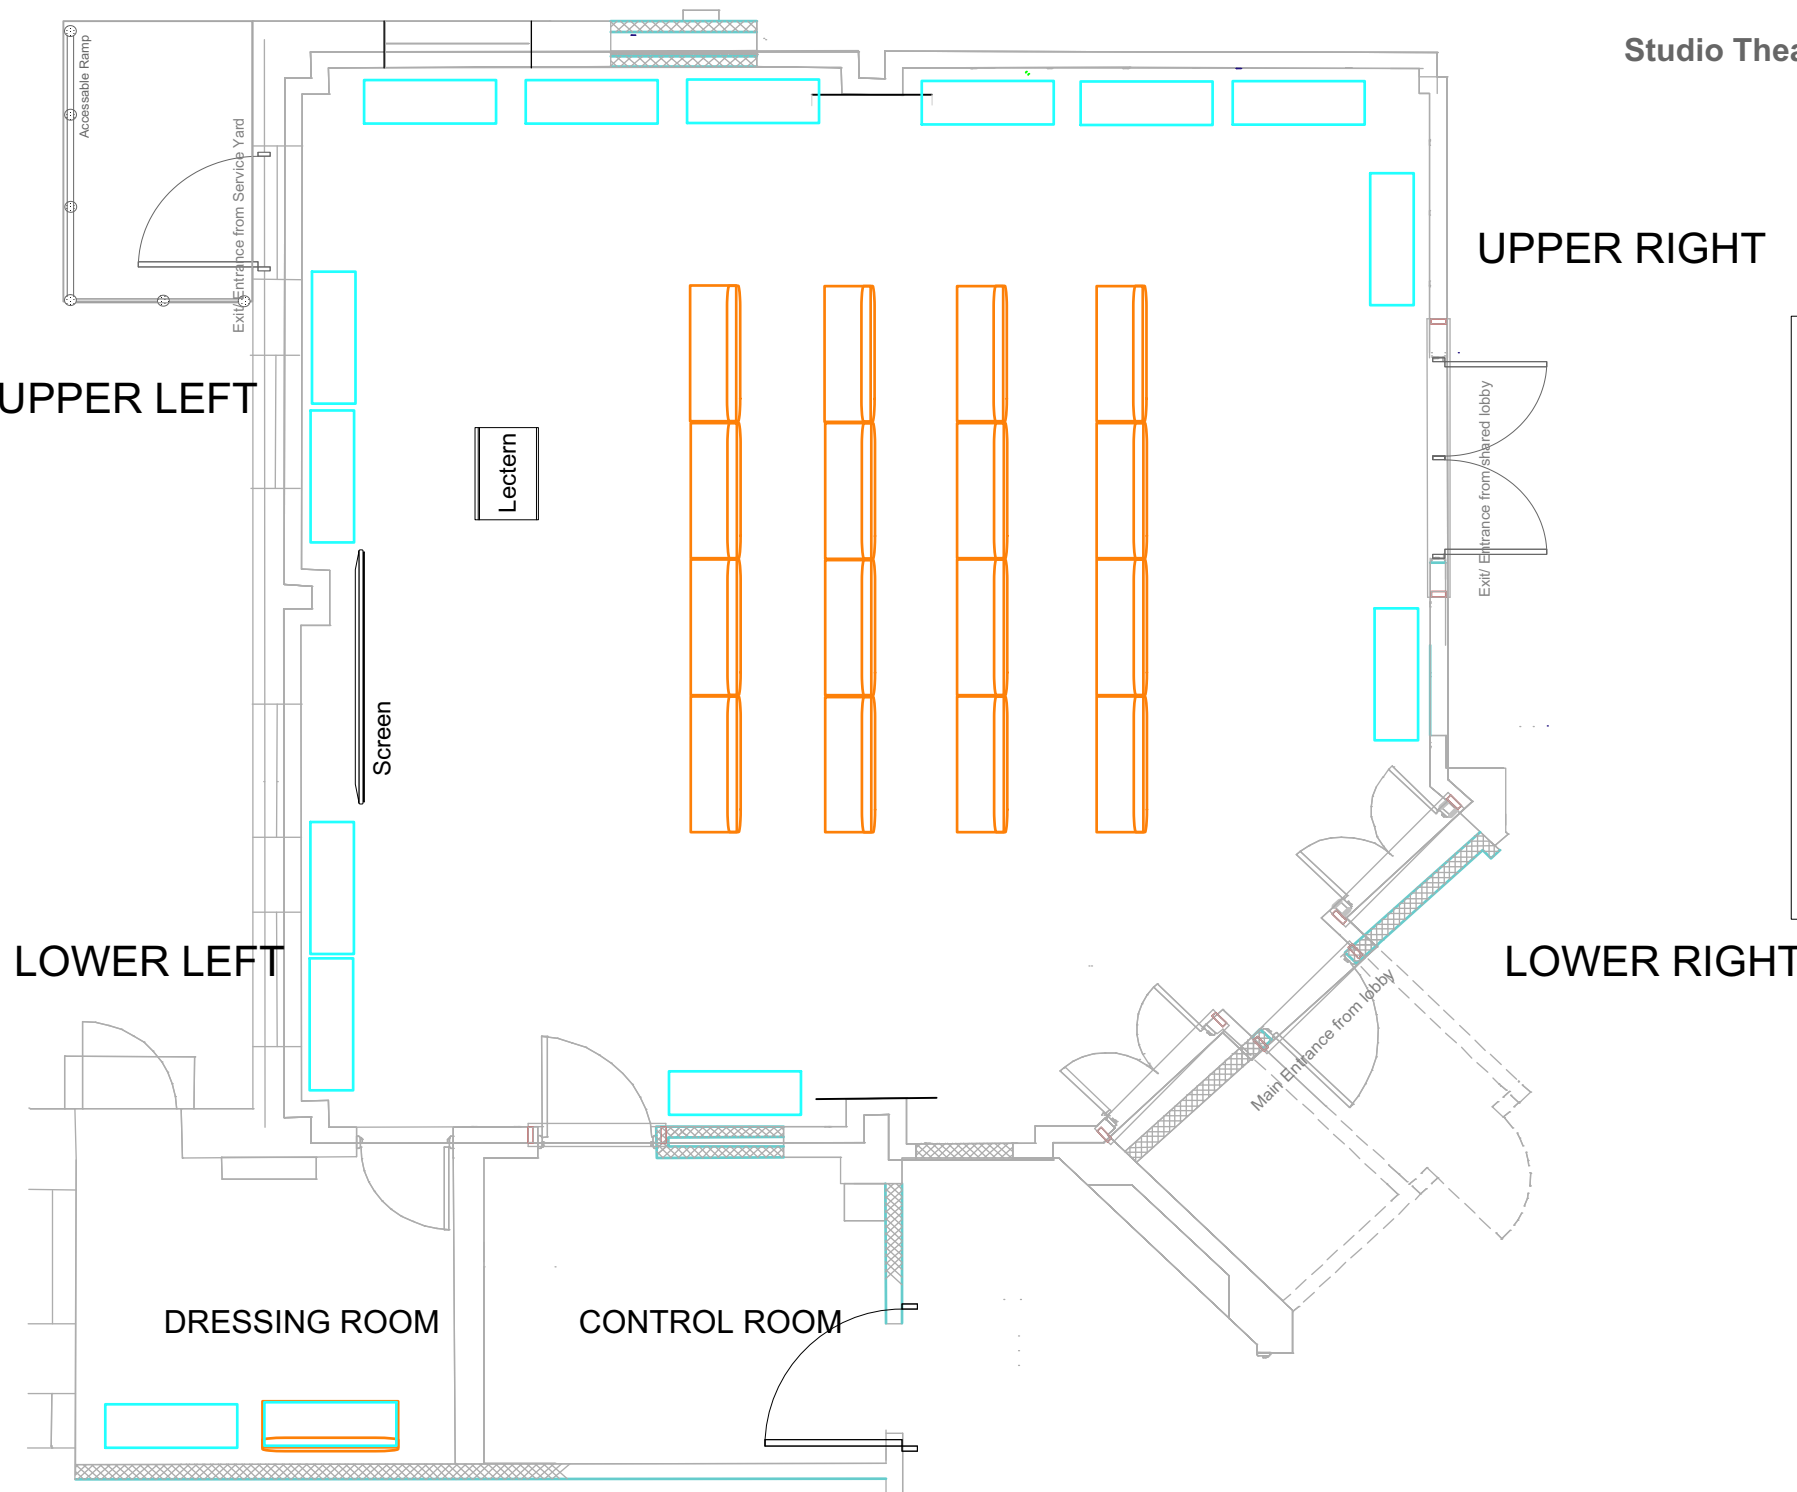 Studio Thea
Accessable Ramp
Exit/ Entrance from Service Yard
UPPER RIGHT
UPPER LEFT
Lectern
Exit/ Entrance from shared lobby
Screen
LOWER LEFT
LOWER RIGHT
Main Entrance from lobby
DRESSING ROOM
CONTROL ROOM